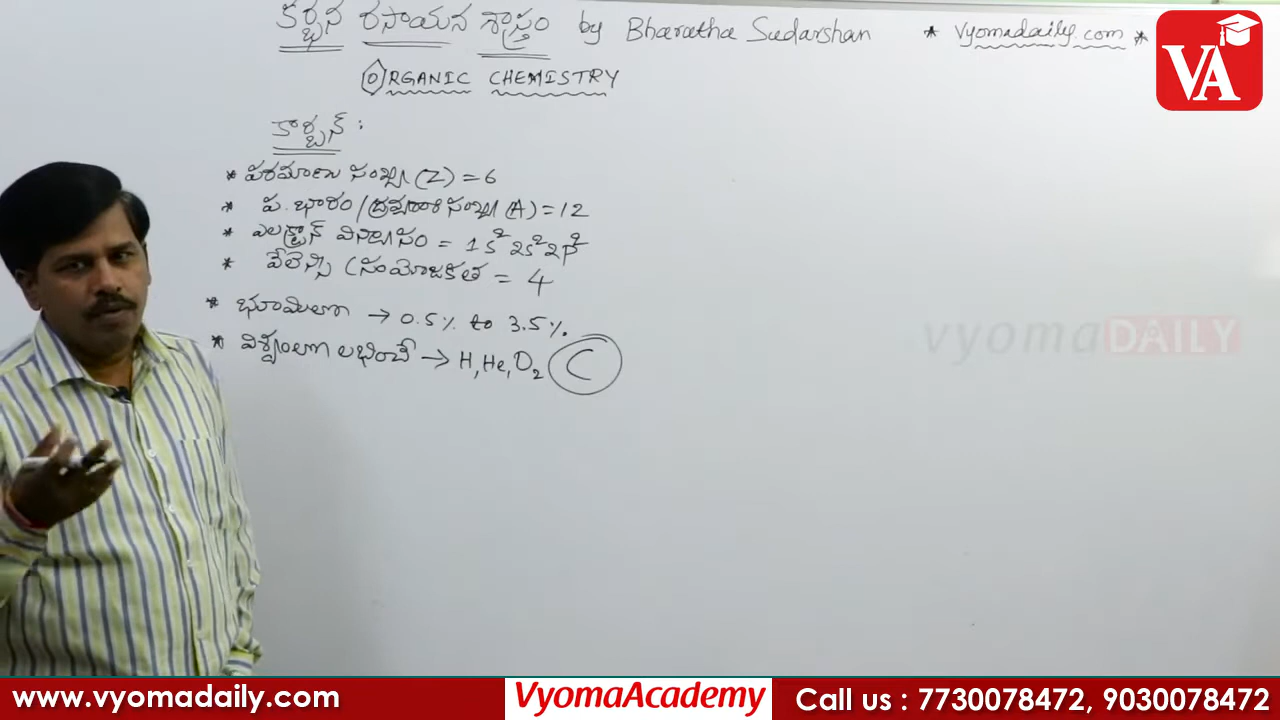 కర్బన రసాయన శాస్త్రం by Bharatha Sudarshan * vyomadaily.com *
ORGANIC CHEMISTRY
VA
కార్బన్ :
* పరమాణు సంఖ్య (Z) = 6
* ప. భారం / ద్రవ్యరాశి సంఖ్య (A) = 12
* ఎలక్ట్రాన్ విన్యాసం = 1s² 2s² 2p²
* వేలెన్సి (సంయోజకత = 4
* భూమిలో → 0.5% to 3.5%.
* విశ్వంలో లభించే → H, He, O₂ C
vyomaDAILY
www.vyomadaily.com VyomaAcademy Call us : 7730078472, 9030078472